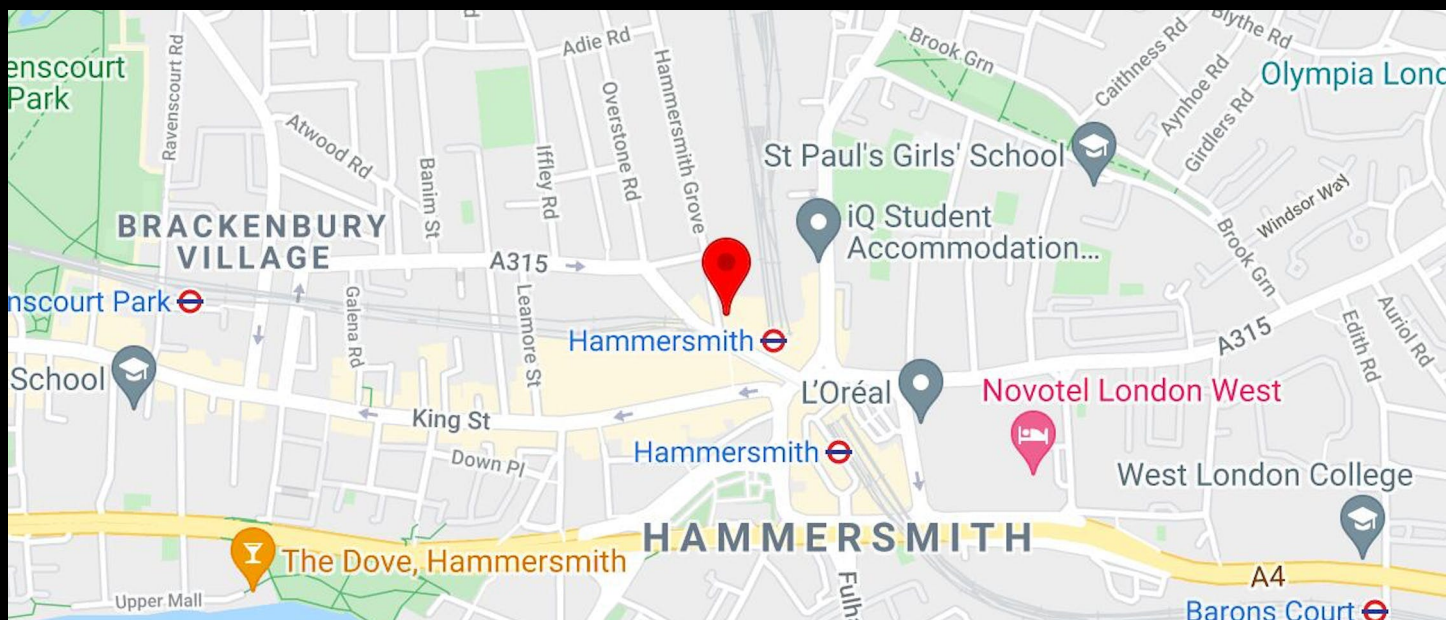 enscourt
Park
Ravenscourt Rd
Atwood Rd
Banim St
Adie Rd
Iffley Rd
Overstone Rd
Hammersmith Grove
Brook Grn
Caithness Rd
Blythe Rd
Aynhoe Rd
Girdlers Rd
Olympia Lond
St Paul's Girls' School
iQ Student
Accommodation...
Windsor Way
Brook Grn
BRACKENBURY
VILLAGE
A315
nscourt Park
Galena Rd
Leamore St
Hammersmith
A315
Edith Rd
Auriol Rd
School
King St
L'Oréal
Novotel London West
Down Pl
Hammersmith
West London College
HAMMERSMITH
The Dove, Hammersmith
Upper Mall
Fulh
A4
Barons Court